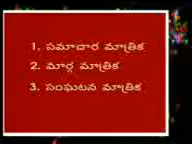 1. సమాచార మాత్రిక
2. మార్గ మాత్రిక
3. సంఘటన మాత్రిక